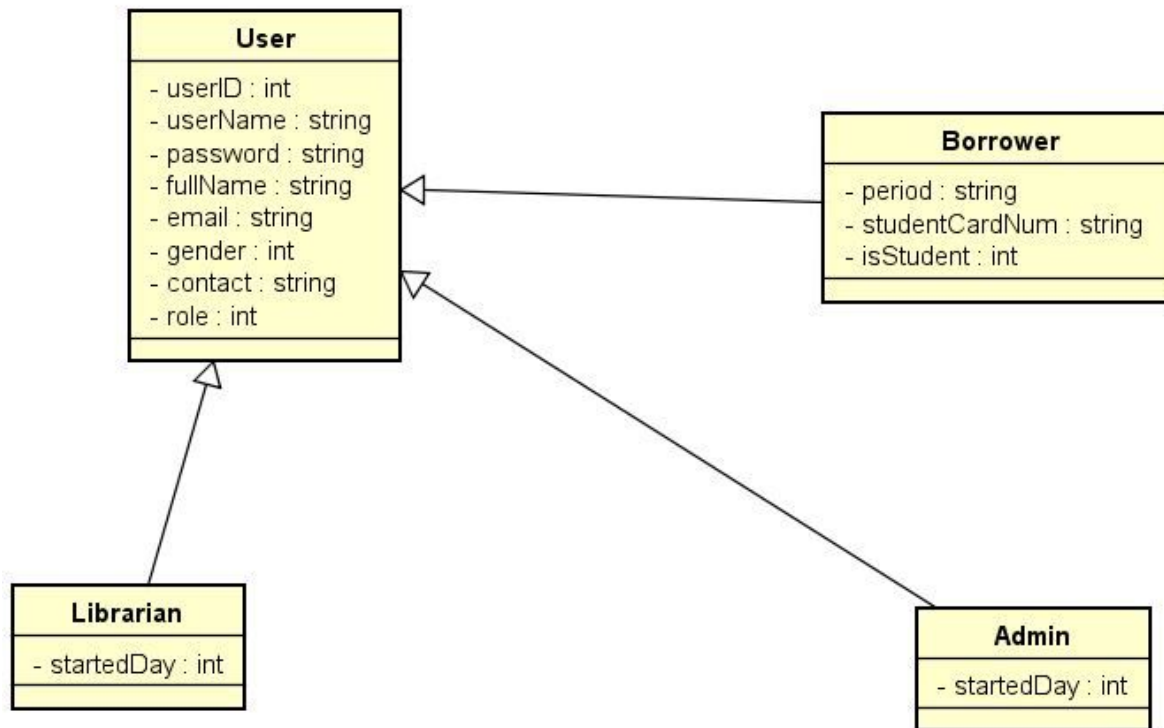 User
- userID : int
- userName : string
- password : string
- fullName : string
- email : string
- gender : int
- contact : string
- role : int
Borrower
- period : string
- studentCardNum : string
- isStudent : int
Librarian
- startedDay : int
Admin
- startedDay : int